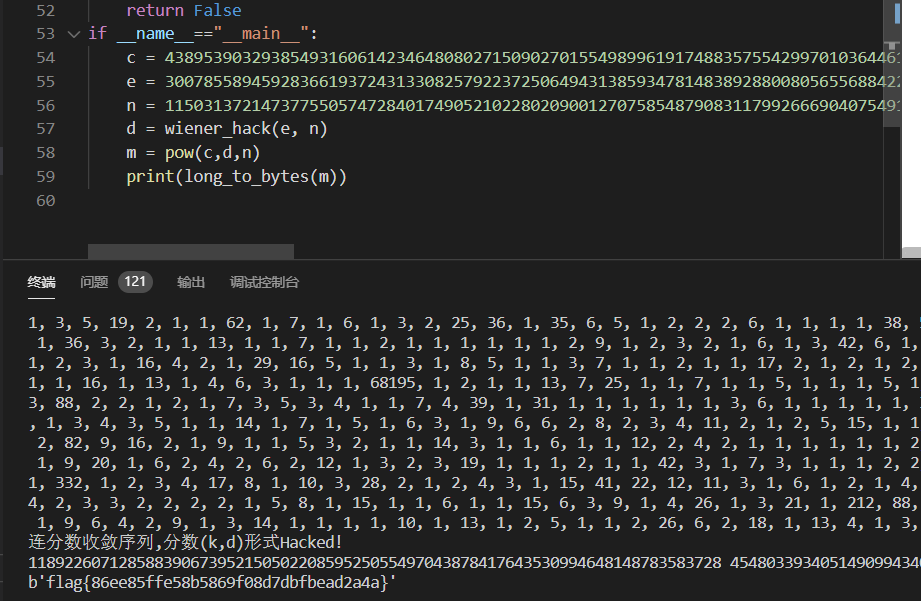 52 return False
53 if __name__=="__main__":
54 c = 4389539032938549316061423464808027150902701554989961917488357554299701036446
55 e = 3007855894592836619372431330825792237250649431385934781483892880080565568842
56 n = 1150313721473775505747284017490521022802090012707585487908311799266690407549
57 d = wiener_hack(e, n)
58 m = pow(c,d,n)
59 print(long_to_bytes(m))
60
终端 问题 121 输出 调试控制台
1, 3, 5, 19, 2, 1, 1, 62, 1, 7, 1, 6, 1, 3, 2, 25, 36, 1, 35, 6, 5, 1, 2, 2, 2, 6, 1, 1, 1, 1, 38,
1, 36, 3, 2, 1, 1, 13, 1, 1, 7, 1, 1, 2, 1, 1, 1, 1, 1, 1, 2, 9, 1, 2, 3, 2, 1, 6, 1, 3, 42, 6, 1,
1, 2, 3, 1, 16, 4, 2, 1, 29, 16, 5, 1, 1, 3, 1, 8, 5, 1, 1, 3, 7, 1, 1, 2, 1, 1, 17, 2, 1, 2, 1, 2,
1, 1, 16, 1, 13, 1, 4, 6, 3, 1, 1, 1, 68195, 1, 2, 1, 1, 13, 7, 25, 1, 1, 7, 1, 1, 5, 1, 1, 1, 5, 1
3, 88, 2, 2, 1, 2, 1, 7, 3, 5, 3, 4, 1, 1, 7, 4, 39, 1, 31, 1, 1, 1, 1, 1, 1, 3, 6, 1, 1, 1, 1, 1,
, 1, 3, 4, 3, 5, 1, 1, 14, 1, 7, 1, 5, 1, 6, 3, 1, 9, 6, 6, 2, 8, 2, 3, 4, 11, 2, 1, 2, 5, 15, 1, 1
2, 82, 9, 16, 2, 1, 9, 1, 1, 5, 3, 2, 1, 1, 14, 3, 1, 1, 6, 1, 1, 12, 2, 4, 2, 1, 1, 1, 1, 1, 1, 2
1, 9, 20, 1, 6, 2, 4, 2, 6, 2, 12, 1, 3, 2, 3, 19, 1, 1, 1, 2, 1, 1, 42, 3, 1, 7, 3, 1, 1, 1, 2, 2
1, 332, 1, 2, 3, 4, 17, 8, 1, 10, 3, 28, 2, 1, 2, 4, 3, 1, 15, 41, 22, 12, 11, 3, 1, 6, 1, 2, 1, 4,
4, 2, 3, 3, 2, 2, 2, 2, 1, 5, 8, 1, 15, 1, 1, 6, 1, 1, 15, 6, 3, 9, 1, 4, 26, 1, 3, 21, 1, 212, 88,
1, 9, 6, 4, 2, 9, 1, 3, 14, 1, 1, 1, 1, 10, 1, 13, 1, 2, 5, 1, 1, 2, 26, 6, 2, 18, 1, 13, 4, 1, 3,
连分数收敛序列,分数(k,d)形式Hacked!
11892260712858839067395215050220859525055497043878417643530994648148783583728 45480339340514909943
b'flag{86ee85ffe58b5869f08d7dbfbead2a4a}'